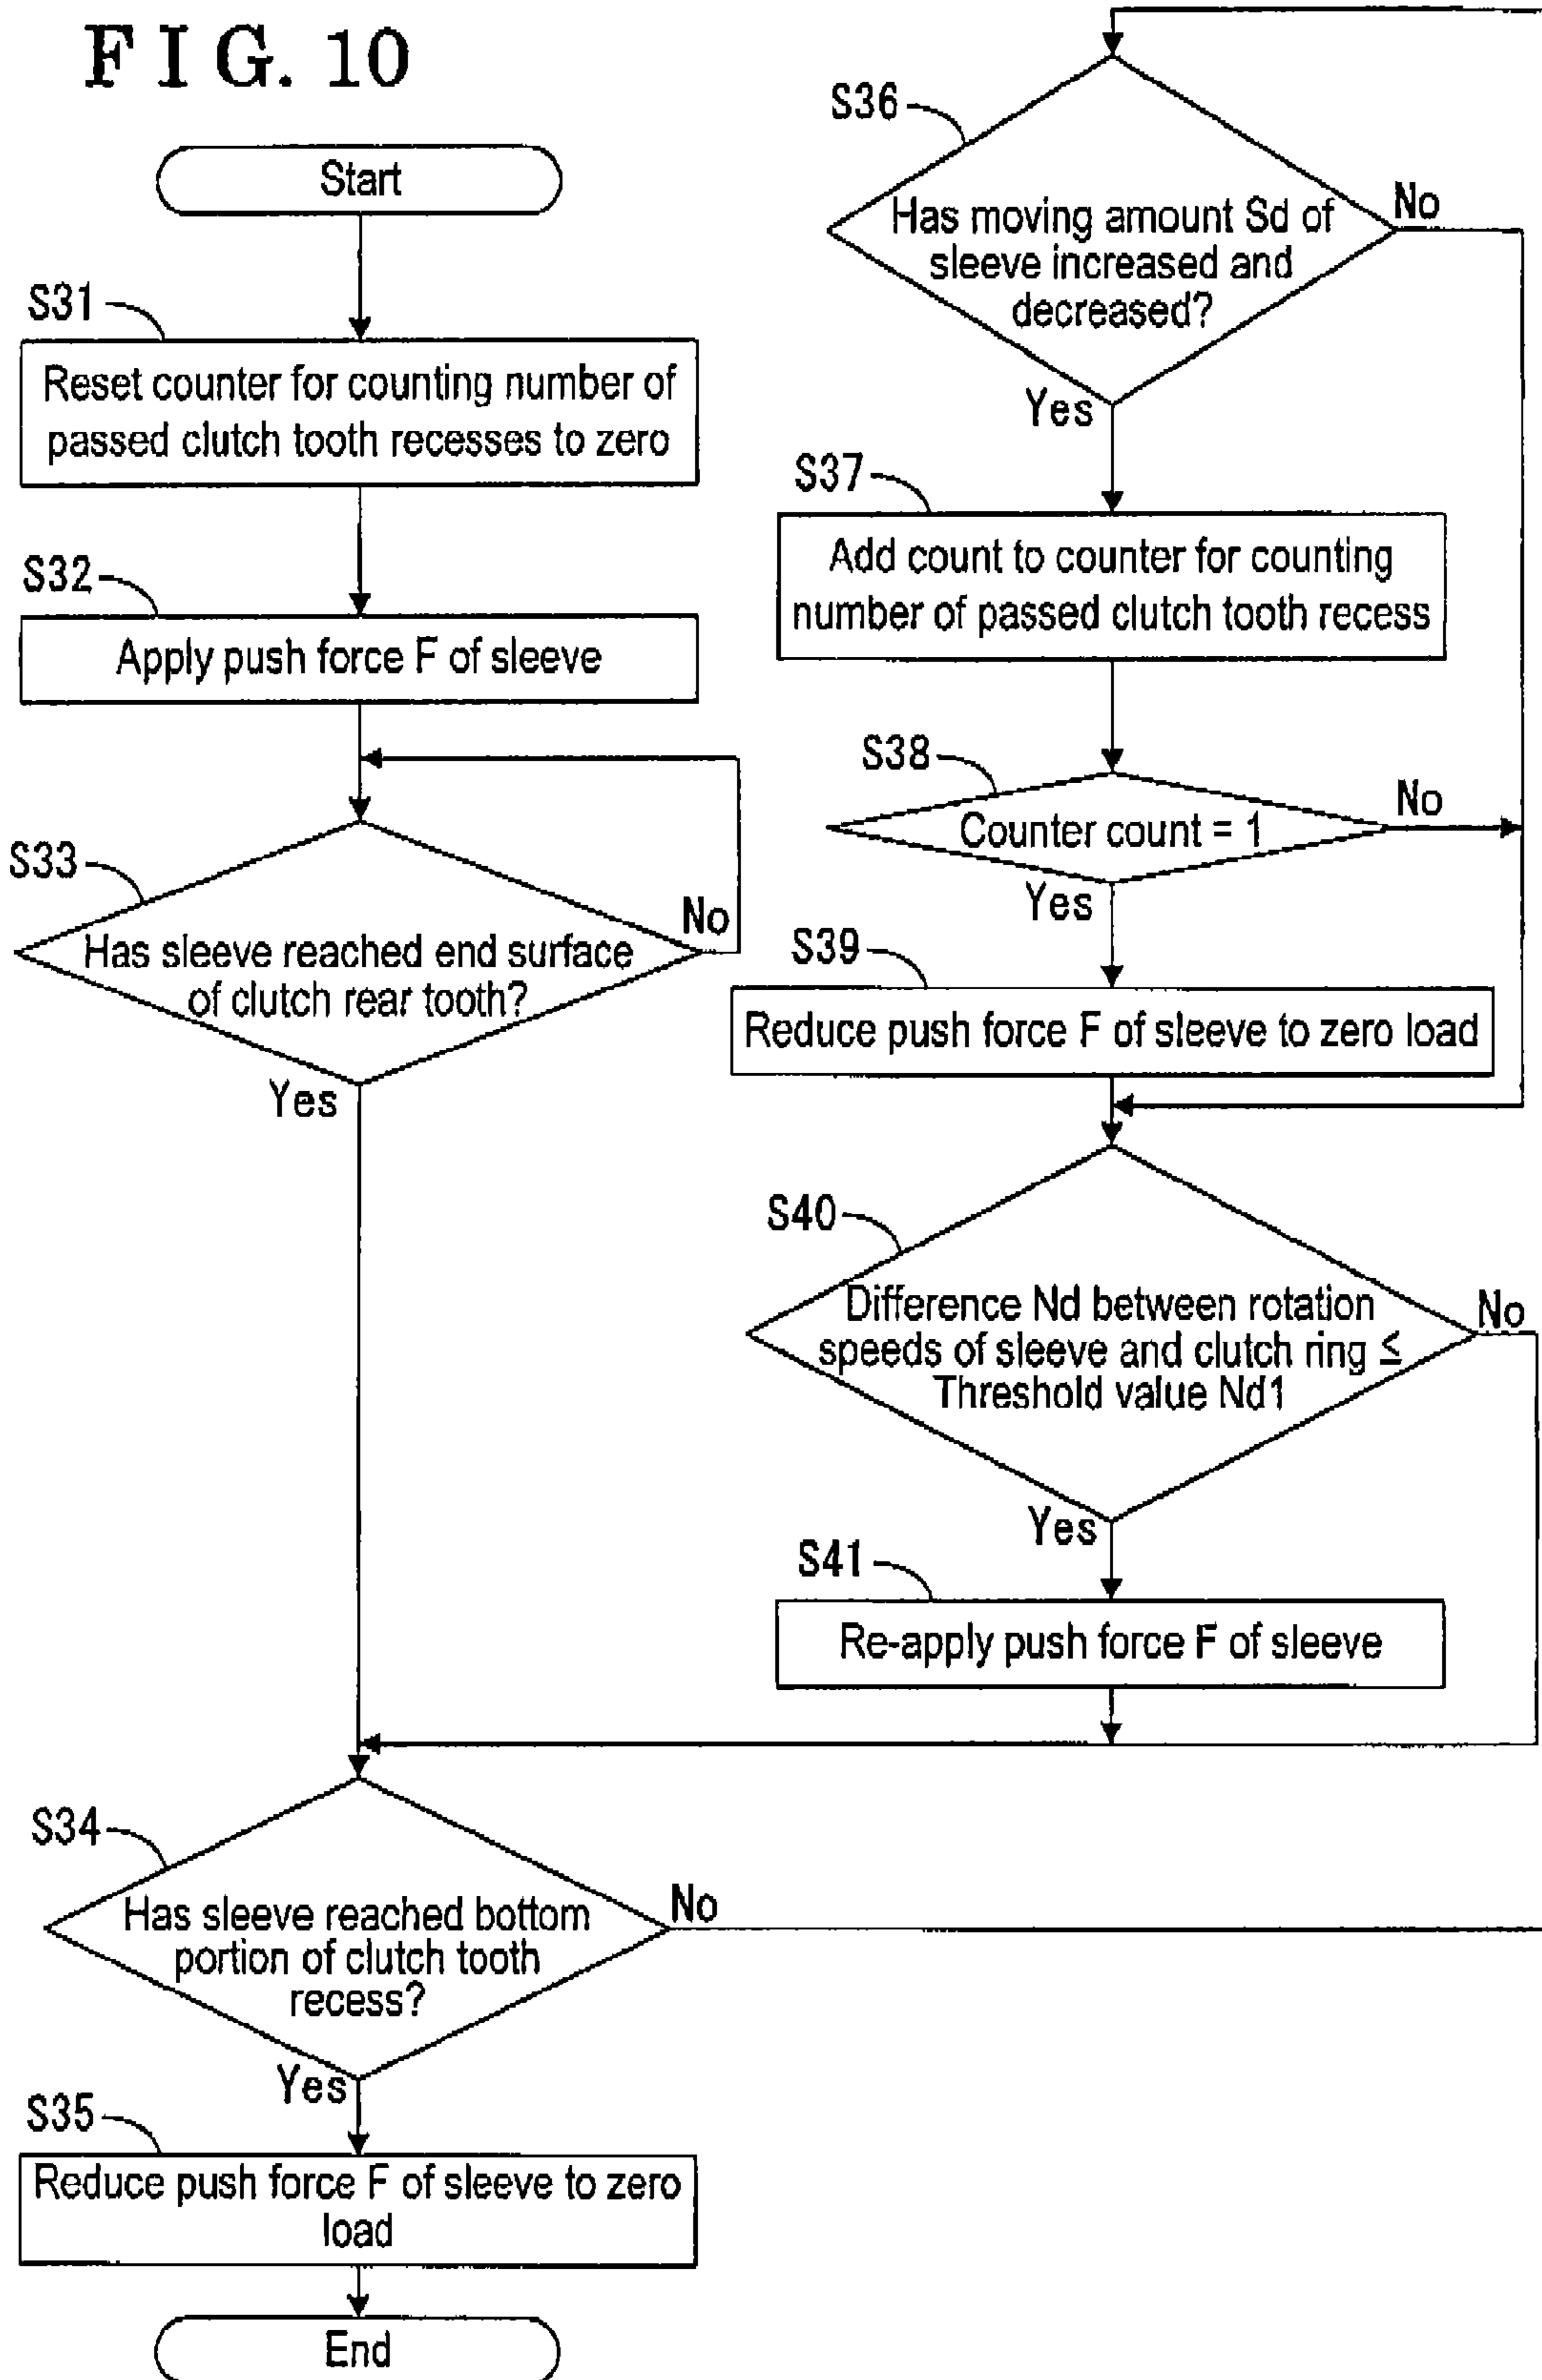 FIG. 10
Start
S31
Reset counter for counting number of
passed clutch tooth recesses to zero
S32
Apply push force F of sleeve
S33
Has sleeve reached end surface
of clutch rear tooth?
No
Yes
S34
Has sleeve reached bottom
portion of clutch tooth
recess?
No
Yes
S35
Reduce push force F of sleeve to zero
load
End
S36
Has moving amount Sd of
sleeve increased and
decreased?
No
Yes
S37
Add count to counter for counting
number of passed clutch tooth recess
S38
Counter count = 1
No
Yes
S39
Reduce push force F of sleeve to zero load
S40
Difference Nd between rotation
speeds of sleeve and clutch ring ≤
Threshold value Nd1
No
Yes
S41
Re-apply push force F of sleeve